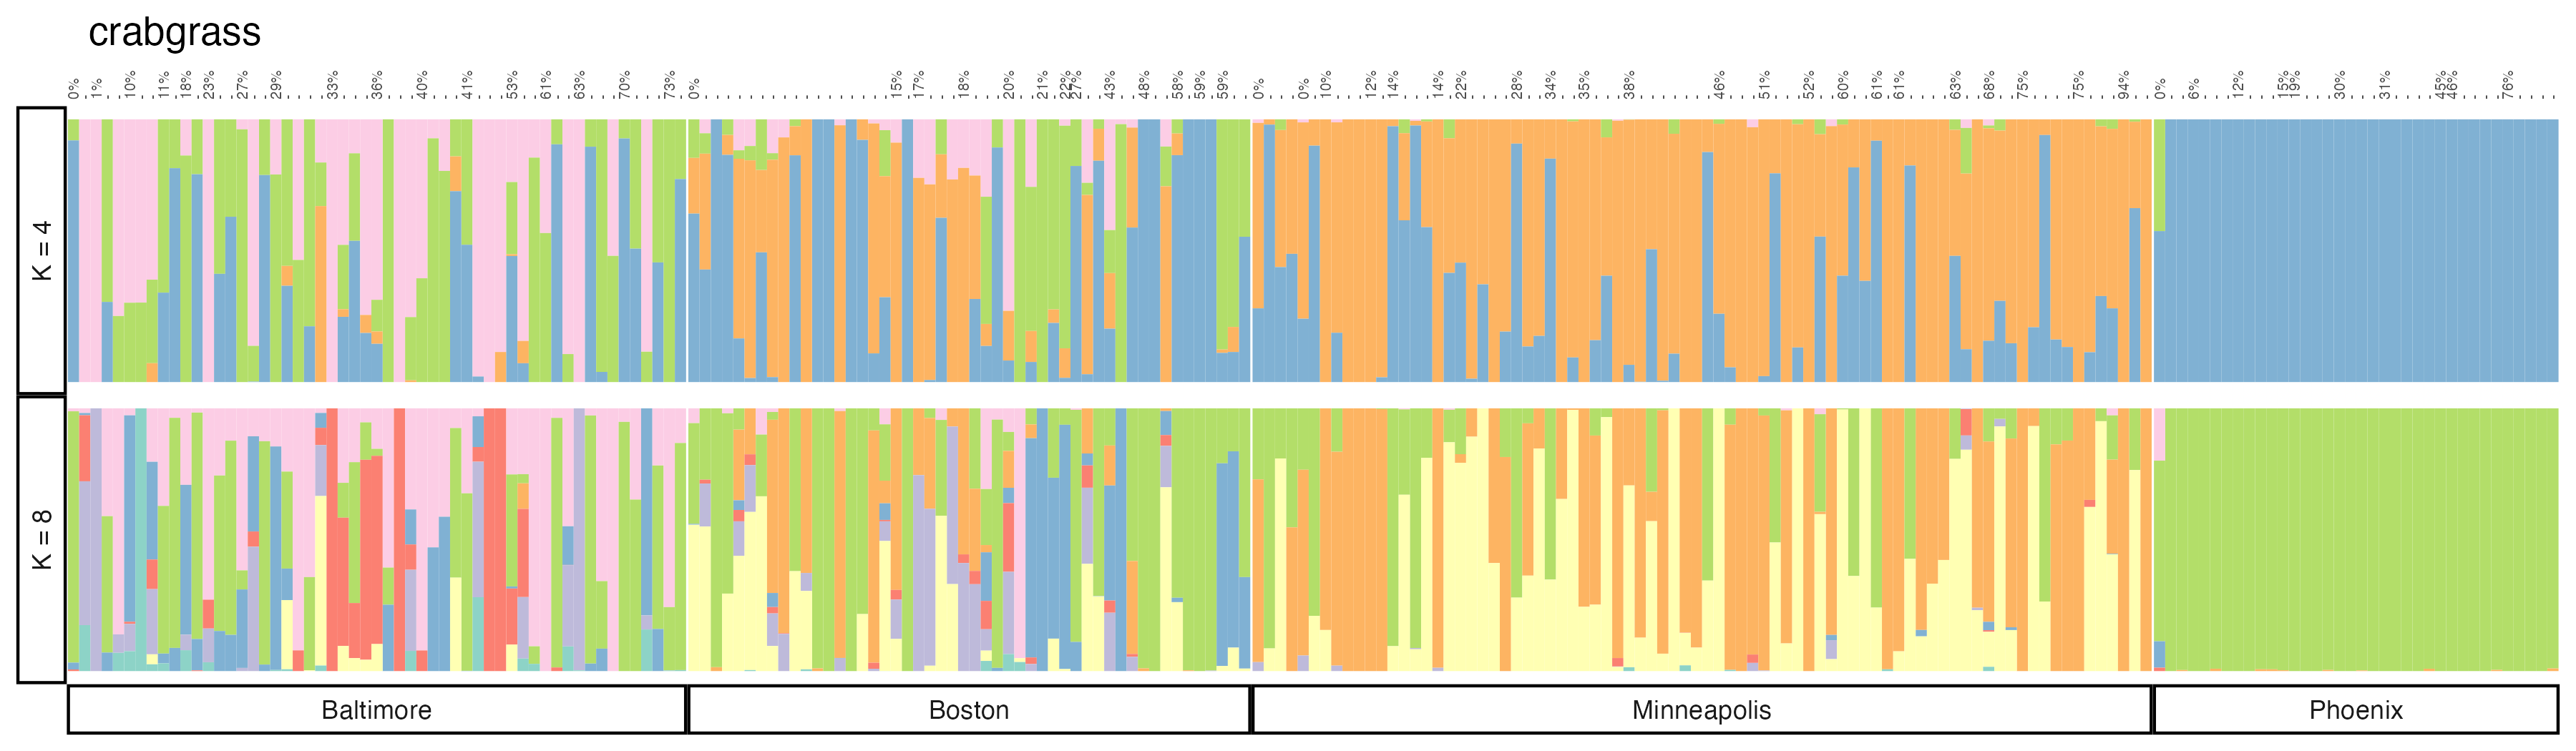 crabgrass
0% 1% 10% 11% 18% 23% 27% 29% 33% 36% 40% 41% 53% 61% 63% 70% 73% 0% 15% 17% 18% 20% 21% 22% 27% 43% 48% 58% 59% 59% 0% 0% 10% 12% 14% 14% 22% 28% 34% 35% 38% 46% 51% 52% 60% 61% 61% 63% 68% 75% 75% 94% 0% 6% 12% 15% 19% 30% 31% 45% 46% 76%
K = 4
K = 8
Baltimore Boston Minneapolis Phoenix